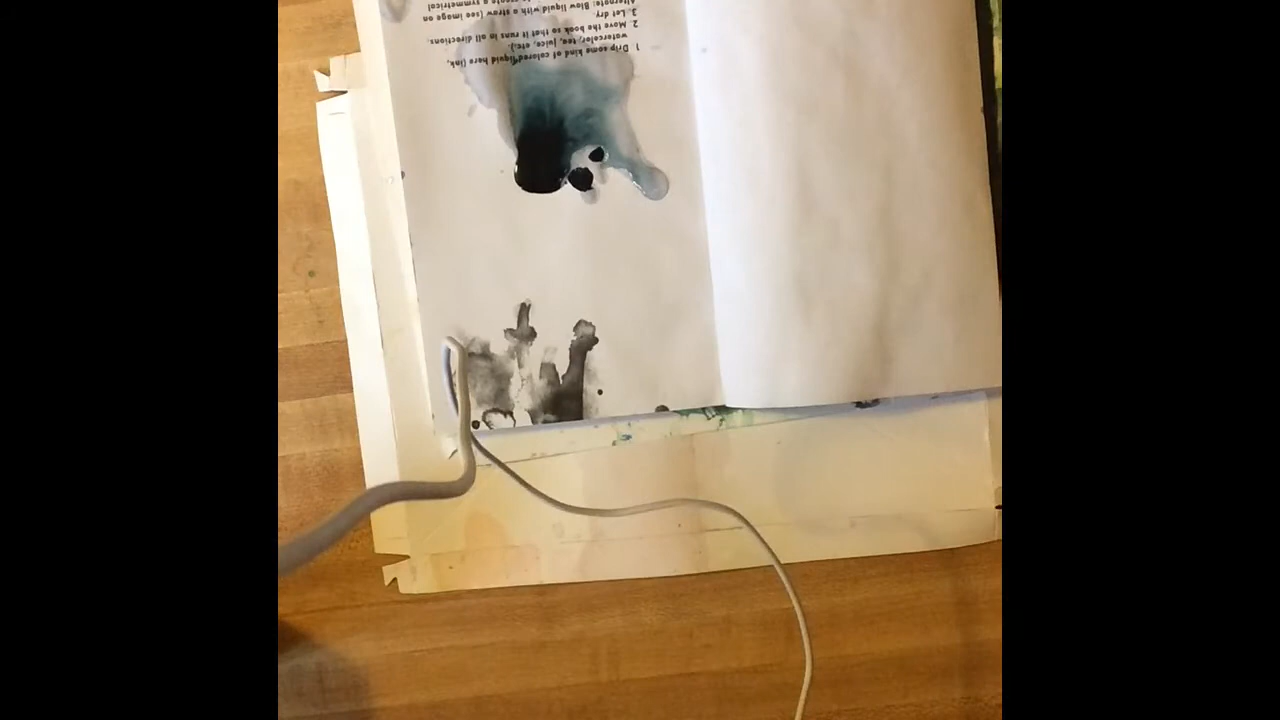 1. Drip some kind of colored liquid here (ink,
watercolor, tea, juice, etc.).
2. Move the book so that it runs in all directions.
3. Let dry.
Alternate: Blow liquid with a straw (see image on
create a symmetrical